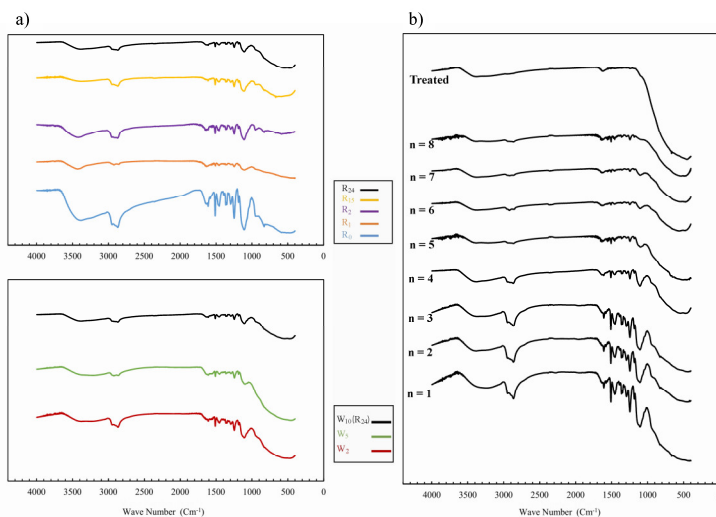 a)
b)
Treated
n = 8
n = 7
n = 6
n = 5
n = 4
n = 3
n = 2
n = 1
R24
R15
R2
R1
R0
4000 3500 3000 2500 2000 1500 1000 500 0
W10(R24)
W5
W2
4000 3500 3000 2500 2000 1500 1000 500 0
Wave Number (Cm-1)
4000 3500 3000 2500 2000 1500 1000 500
Wave Number (Cm-1)